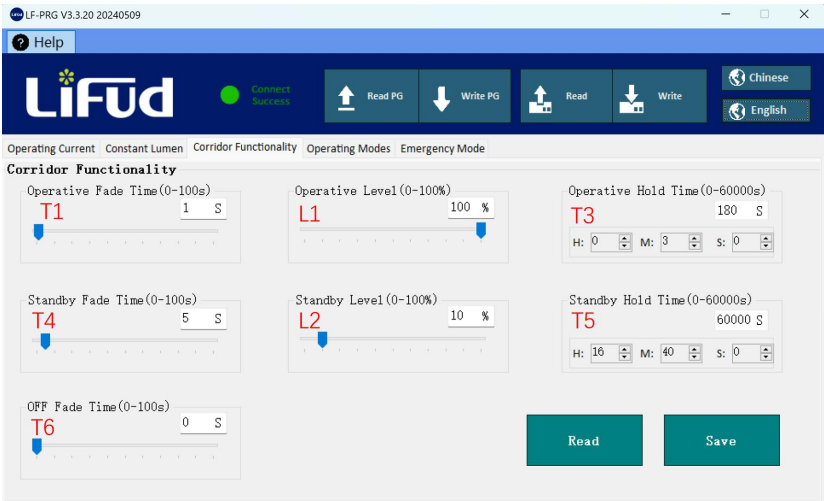 LF-PRG V3.3.20 20240509
? Help
LiFUd
Connect
Success
Read PG
Write PG
Read
Write
Chinese
English
Operating Current Constant Lumen Corridor Functionality Operating Modes Emergency Mode
Corridor Functionality
Operative Fade Time(0-100s)
T1
1 S
Operative Level(0-100%)
L1
100 %
Operative Hold Time(0-60000s)
T3
180 S
H: 0 M: 3 S: 0
Standby Fade Time(0-100s)
T4
5 S
Standby Level(0-100%)
L2
10 %
Standby Hold Time(0-60000s)
T5
60000 S
H: 16 M: 40 S: 0
OFF Fade Time(0-100s)
T6
0 S
Read
Save